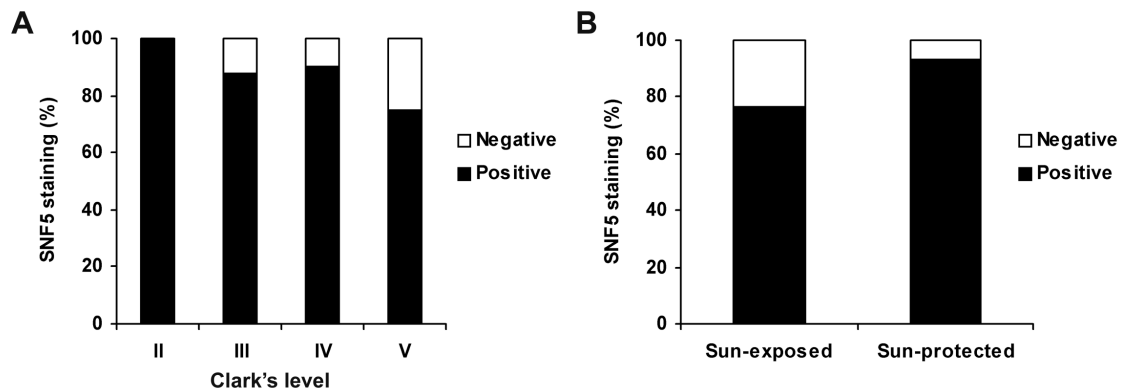 A
SNF5 staining (%)
100
80
60
40
20
0
II III IV V
Clark's level
Negative
Positive
B
SNF5 staining (%)
100
80
60
40
20
0
Sun-exposed Sun-protected
Negative
Positive